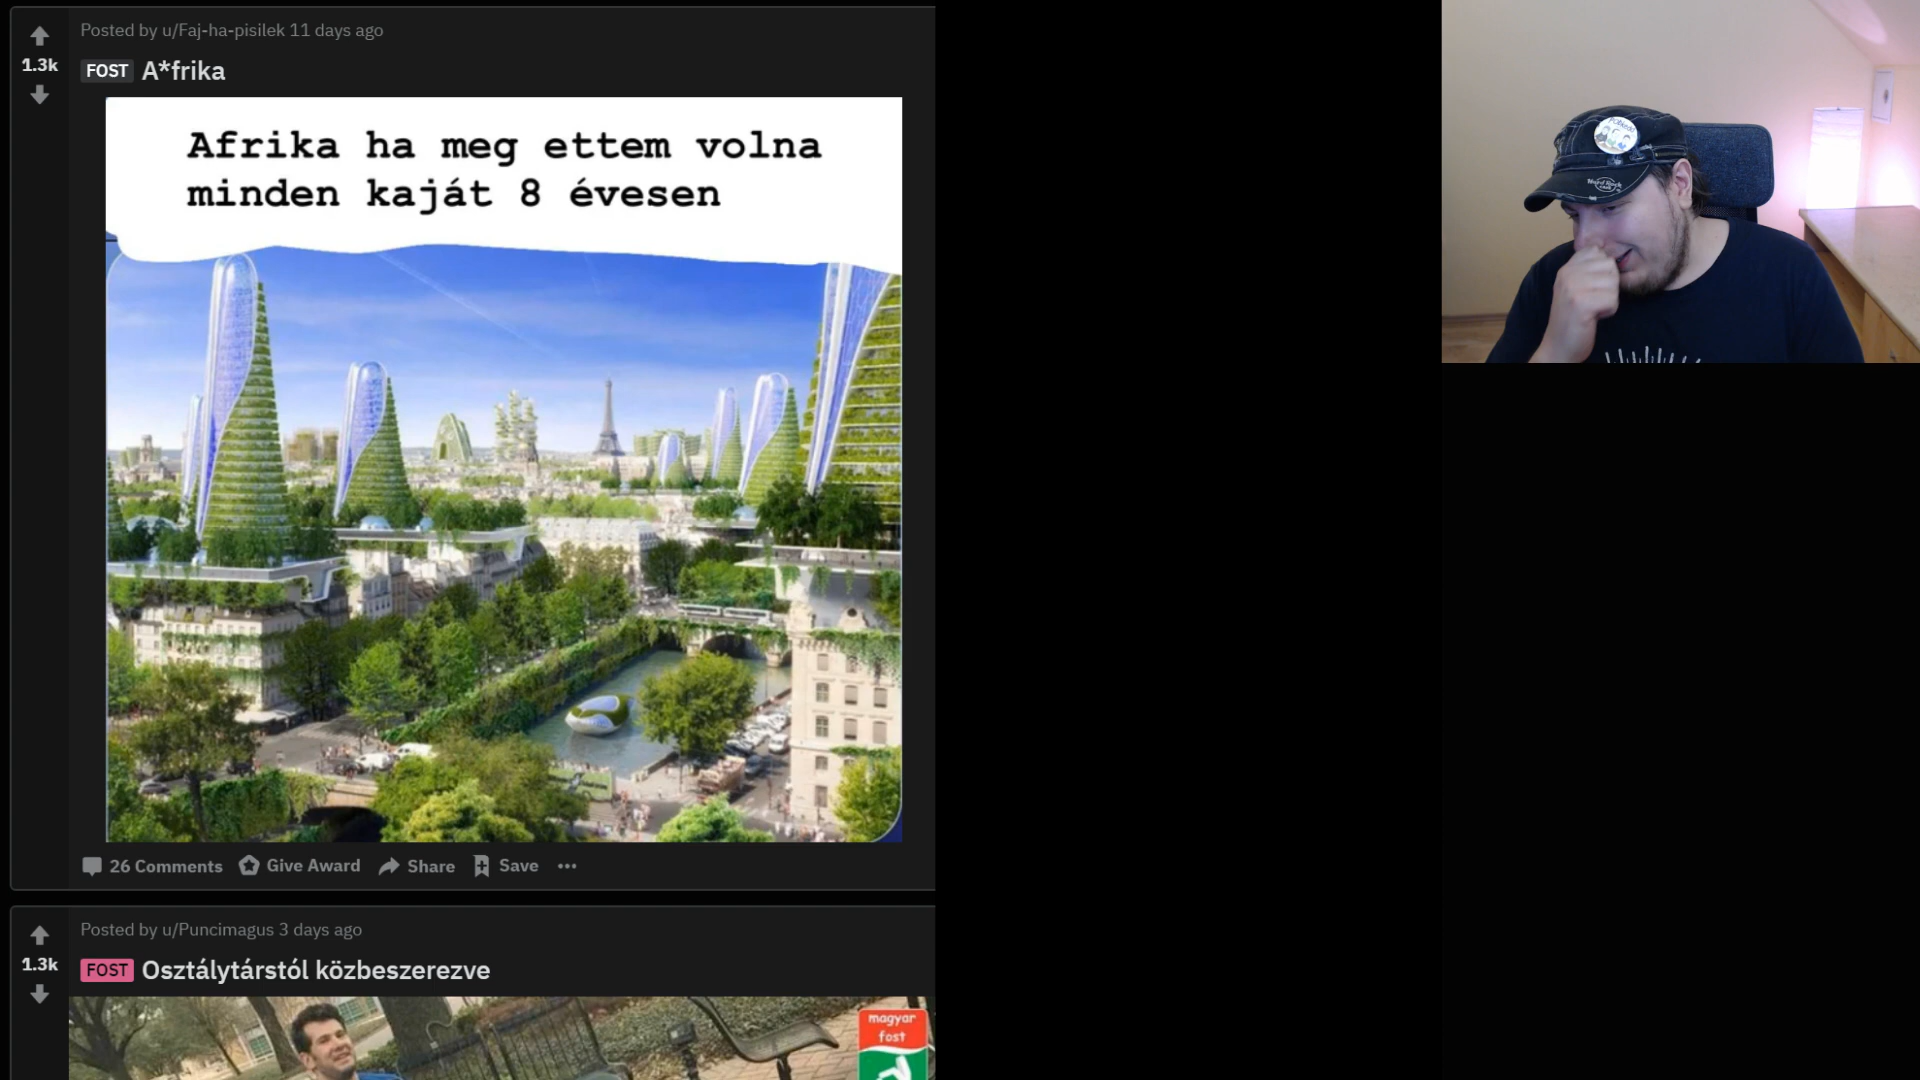 Posted by u/Faj-ha-pisilek 11 days ago
1.3k
FOST A*frika
Afrika ha meg ettem volna
minden kaját 8 évesen
26 Comments Give Award Share Save
Posted by u/Puncimagus 3 days ago
1.3k
FOST Osztálytárstól közbeszerezve
magyar
fost